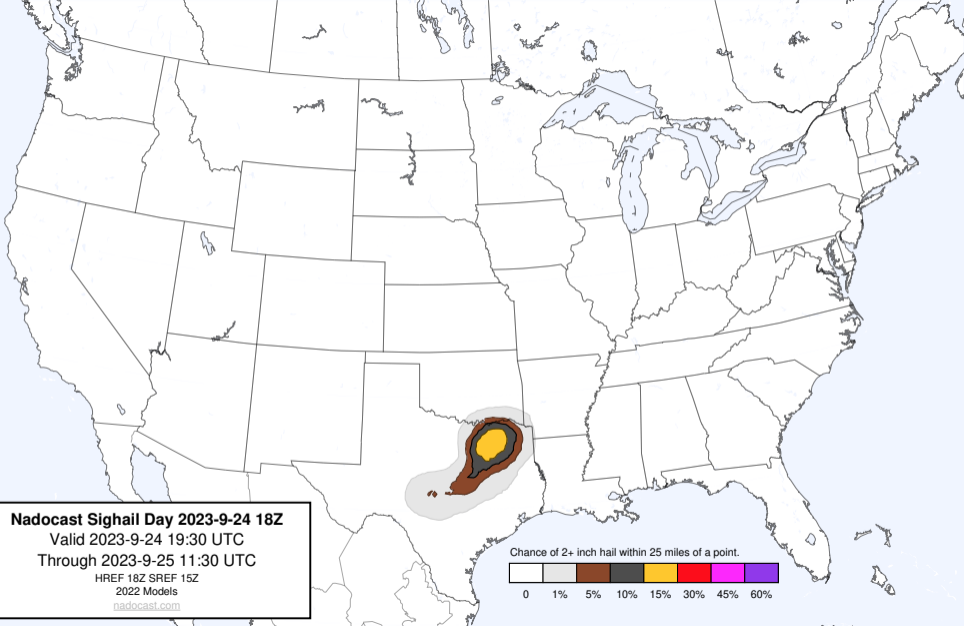 Nadocast Sighail Day 2023-9-24 18Z
Valid 2023-9-24 19:30 UTC
Through 2023-9-25 11:30 UTC
HREF 18Z SREF 15Z
2022 Models
nadocast.com
Chance of 2+ inch hail within 25 miles of a point.
0 1% 5% 10% 15% 30% 45% 60%